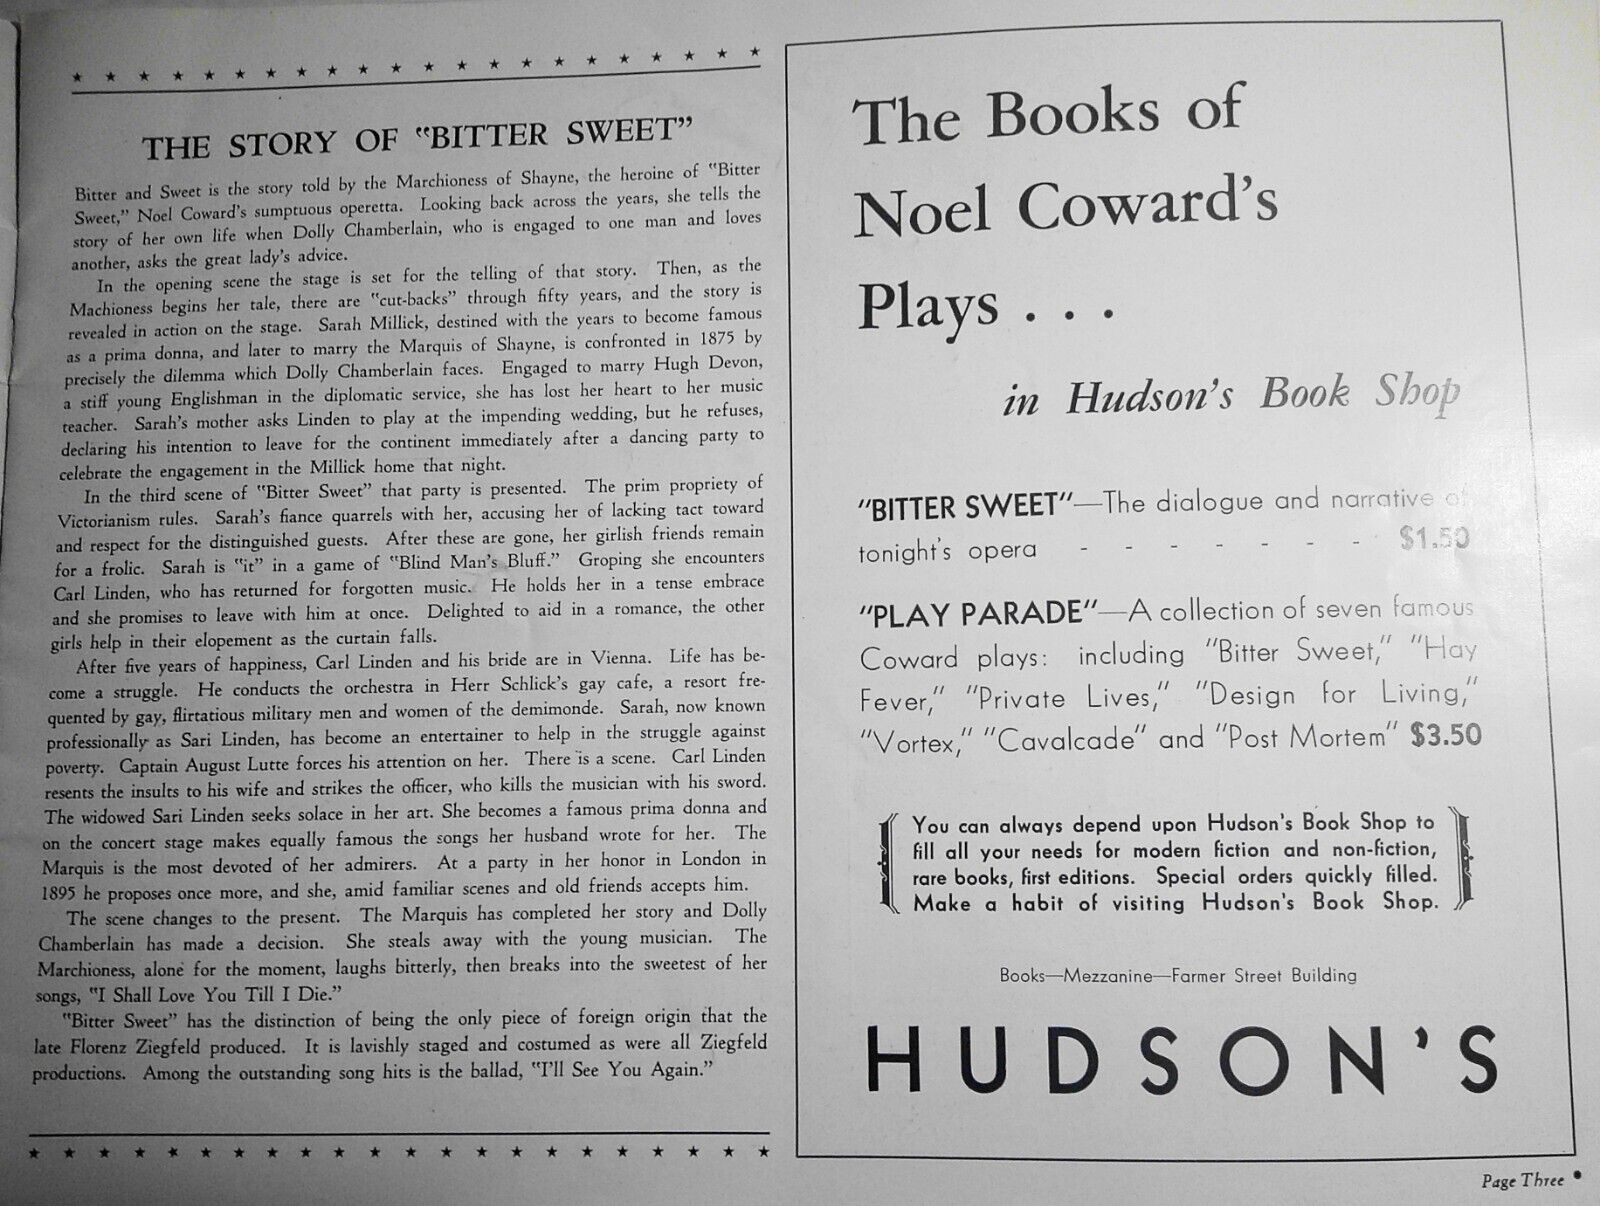 THE STORY OF "BITTER SWEET"
Bitter and Sweet is the story told by the Marchioness of Shayne, the heroine of "Bitter
Sweet," Noel Coward's sumptuous operetta. Looking back across the years, she tells the
story of her own life when Dolly Chamberlain, who is engaged to one man and loves
another, asks the great lady's advice.
In the opening scene the stage is set for the telling of that story. Then, as the
Machioness begins her tale, there are "cut-backs" through fifty years, and the story is
revealed in action on the stage. Sarah Millick, destined with the years to become famous
as a prima donna, and later to marry the Marquis of Shayne, is confronted in 1875 by
precisely the dilemma which Dolly Chamberlain faces. Engaged to marry Hugh Devon,
a stiff young Englishman in the diplomatic service, she has lost her heart to her music
teacher. Sarah's mother asks Linden to play at the impending wedding, but he refuses,
declaring his intention to leave for the continent immediately after a dancing party to
celebrate the engagement in the Millick home that night.
In the third scene of "Bitter Sweet" that party is presented. The prim propriety of
Victorianism rules. Sarah's fiance quarrels with her, accusing her of lacking tact toward
and respect for the distinguished guests. After these are gone, her girlish friends remain
for a frolic. Sarah is "it" in a game of "Blind Man's Bluff." Groping she encounters
Carl Linden, who has returned for forgotten music. He holds her in a tense embrace
and she promises to leave with him at once. Delighted to aid in a romance, the other
girls help in their elopement as the curtain falls.
After five years of happiness, Carl Linden and his bride are in Vienna. Life has be-
come a struggle. He conducts the orchestra in Herr Schlick's gay cafe, a resort fre-
quented by gay, flirtatious military men and women of the demimonde. Sarah, now known
professionally as Sari Linden, has become an entertainer to help in the struggle against
poverty. Captain August Lutte forces his attention on her. There is a scene. Carl Linden
resents the insults to his wife and strikes the officer, who kills the musician with his sword.
The widowed Sari Linden seeks solace in her art. She becomes a famous prima donna and
on the concert stage makes equally famous the songs her husband wrote for her. The
Marquis is the most devoted of her admirers. At a party in her honor in London in
1895 he proposes once more, and she, amid familiar scenes and old friends accepts him.
The scene changes to the present. The Marquis has completed her story and Dolly
Chamberlain has made a decision. She steals away with the young musician. The
Marchioness, alone for the moment, laughs bitterly, then breaks into the sweetest of her
songs, "I Shall Love You Till I Die."
"Bitter Sweet" has the distinction of being the only piece of foreign origin that the
late Florenz Ziegfeld produced. It is lavishly staged and costumed as were all Ziegfeld
productions. Among the outstanding song hits is the ballad, "I'll See You Again."
The Books of
Noel Coward's
Plays . . .
in Hudson's Book Shop
"BITTER SWEET"—The dialogue and narrative of
tonight's opera - - - - - - - $1.50
"PLAY PARADE"—A collection of seven famous
Coward plays: including "Bitter Sweet," "Hay
Fever," "Private Lives," "Design for Living,"
"Vortex," "Cavalcade" and "Post Mortem" $3.50
You can always depend upon Hudson's Book Shop to
fill all your needs for modern fiction and non-fiction,
rare books, first editions. Special orders quickly filled.
Make a habit of visiting Hudson's Book Shop.
Books—Mezzanine—Farmer Street Building
HUDSON'S
Page Three